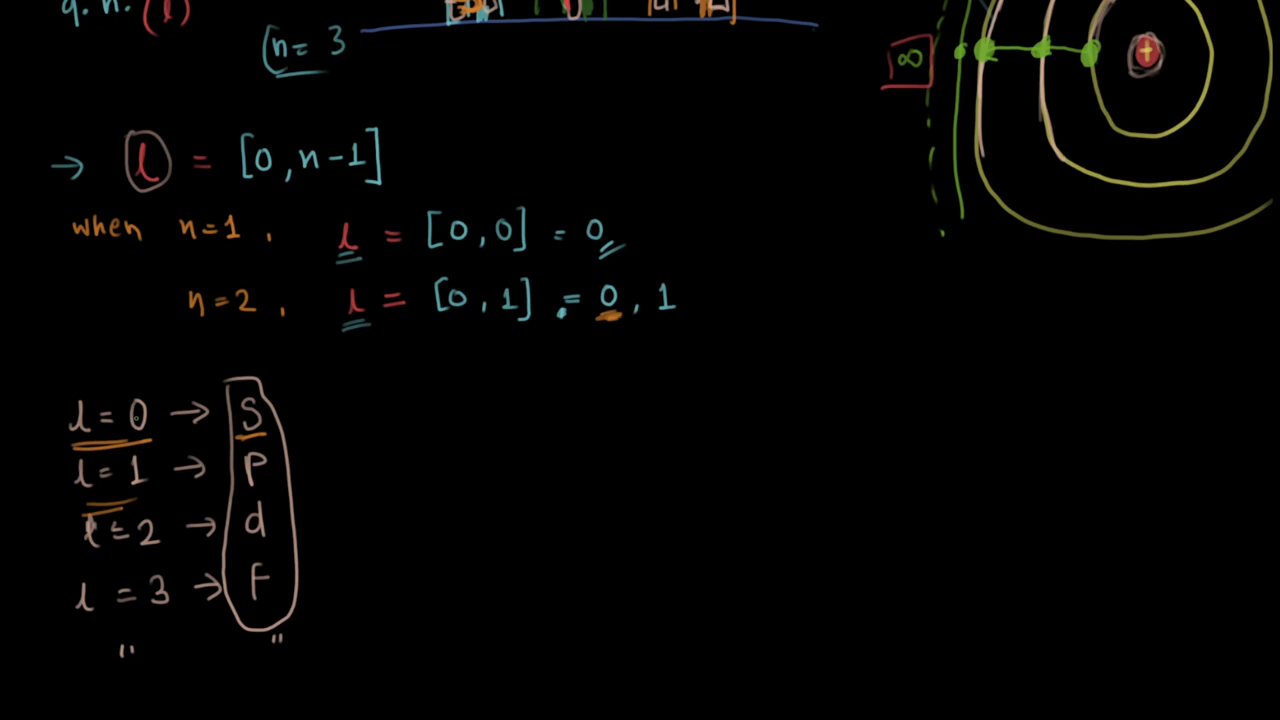 q. n. (l)
n = 3
∞
+
→ l = [0, n-1]
when n=1, l = [0, 0] = 0
n=2, l = [0, 1] = 0, 1
l = 0 → S
l = 1 → P
l = 2 → d
l = 3 → F
" "